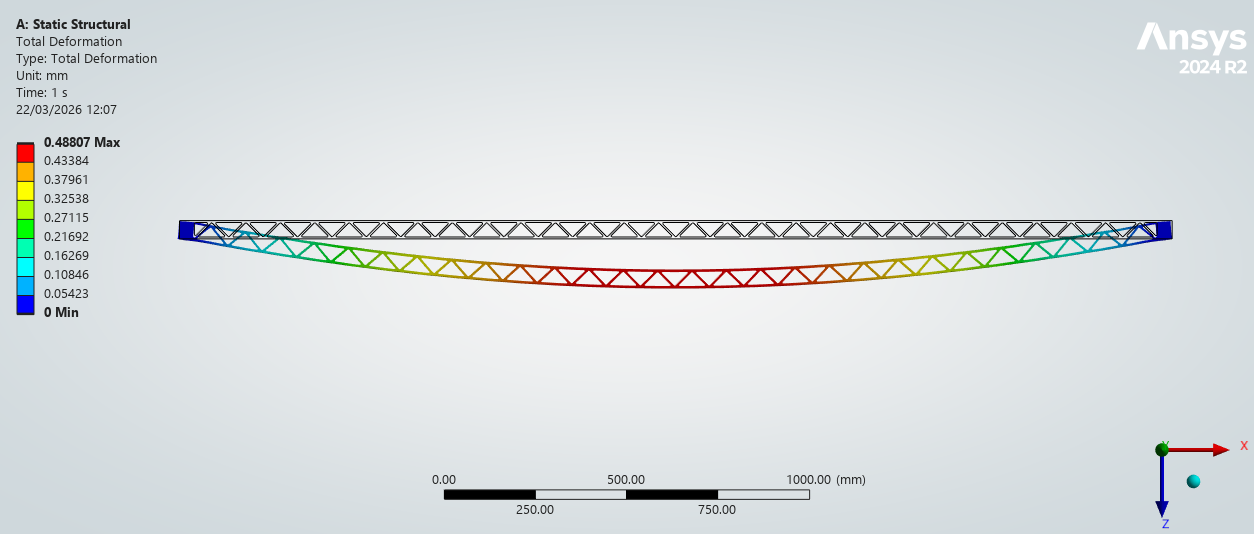 A: Static Structural
Total Deformation
Type: Total Deformation
Unit: mm
Time: 1 s
22/03/2026 12:07
Ansys
2024 R2
0.48807 Max
0.43384
0.37961
0.32538
0.27115
0.21692
0.16269
0.10846
0.05423
0 Min
0.00 500.00 1000.00 (mm)
250.00 750.00
Y
X
Z